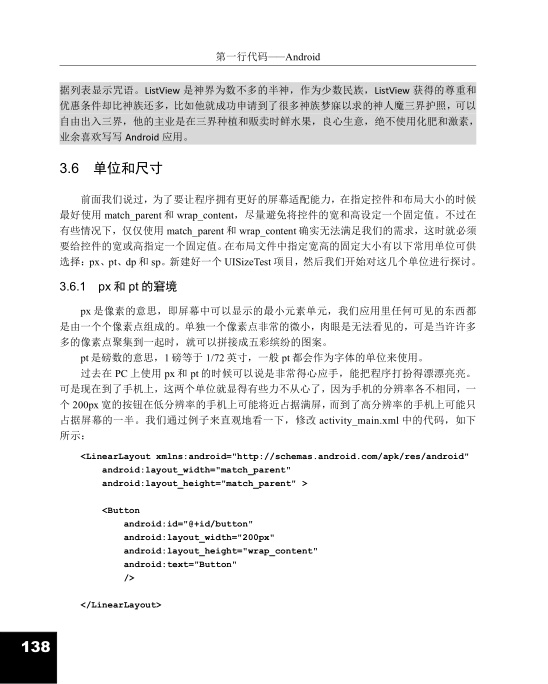 第一行代码——Android
据列表显示咒语。ListView 是神界为数不多的半神，作为少数民族，ListView 获得的尊重和
优惠条件却比神族还多，比如他就成功申请到了很多神族梦寐以求的神人魔三界护照，可以
自由出入三界，他的主业是在三界种植和贩卖时鲜水果，良心生意，绝不使用化肥和激素，
业余喜欢写写 Android 应用。
3.6 单位和尺寸
前面我们说过，为了要让程序拥有更好的屏幕适配能力，在指定控件和布局大小的时候
最好使用 match_parent 和 wrap_content，尽量避免将控件的宽和高设定一个固定值。不过在
有些情况下，仅仅使用 match_parent 和 wrap_content 确实无法满足我们的需求，这时就必须
要给控件的宽或高指定一个固定值。在布局文件中指定宽高的固定大小有以下常用单位可供
选择：px、pt、dp 和 sp。新建好一个 UISizeTest 项目，然后我们开始对这几个单位进行探讨。
3.6.1 px 和 pt 的窘境
px 是像素的意思，即屏幕中可以显示的最小元素单元，我们应用里任何可见的东西都
是由一个个像素点组成的。单独一个像素点非常的微小，肉眼是无法看见的，可是当许许多
多的像素点聚集到一起时，就可以拼接成五彩缤纷的图案。
pt 是磅数的意思，1 磅等于 1/72 英寸，一般 pt 都会作为字体的单位来使用。
过去在 PC 上使用 px 和 pt 的时候可以说是非常得心应手，能把程序打扮得漂漂亮亮。
可是现在到了手机上，这两个单位就显得有些力不从心了，因为手机的分辨率各不相同，一
个 200px 宽的按钮在低分辨率的手机上可能将近占据满屏，而到了高分辨率的手机上可能只
占据屏幕的一半。我们通过例子来直观地看一下，修改 activity_main.xml 中的代码，如下
所示：
<LinearLayout xmlns:android="http://schemas.android.com/apk/res/android"
android:layout_width="match_parent"
android:layout_height="match_parent" >
<Button
android:id="@+id/button"
android:layout_width="200px"
android:layout_height="wrap_content"
android:text="Button"
/>
</LinearLayout>
138